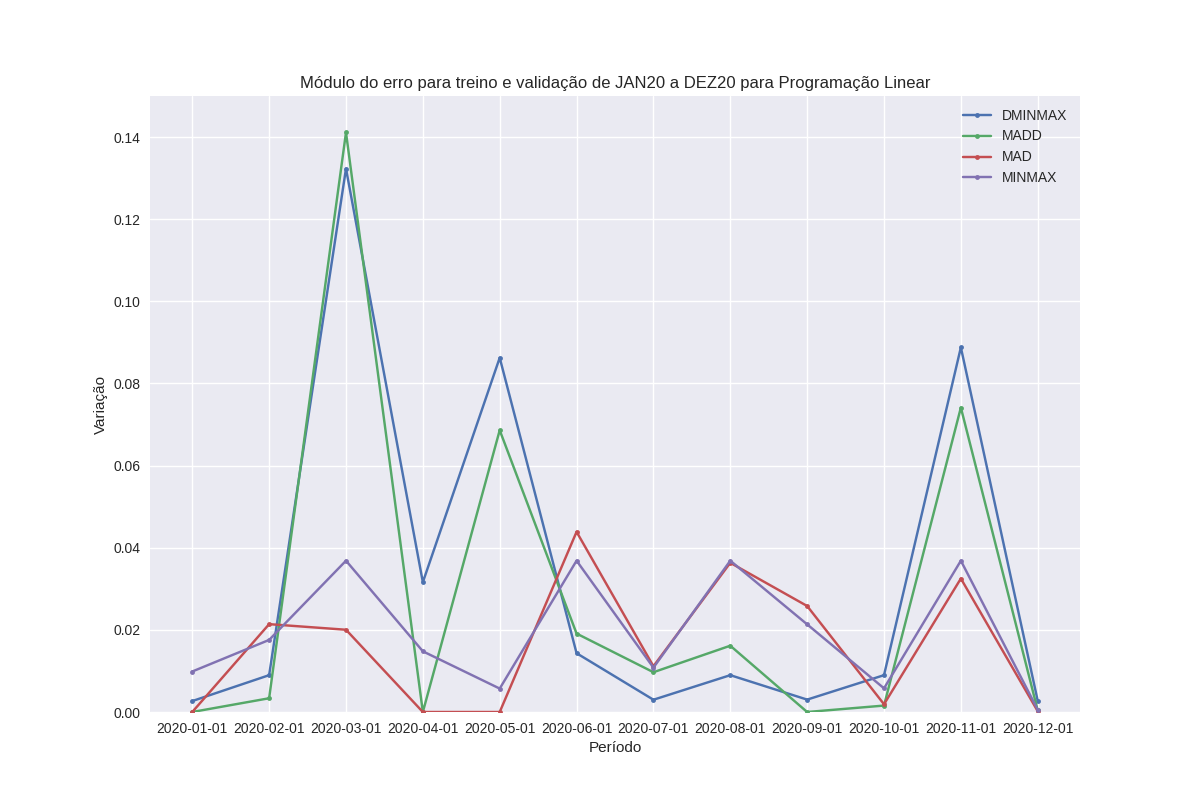 Módulo do erro para treino e validação de JAN20 a DEZ20 para Programação Linear
DMINMAX
MADD
MAD
MINMAX
0.14
0.12
0.10
0.08
0.06
0.04
0.02
0.00
Variação
2020-01-01 2020-02-01 2020-03-01 2020-04-01 2020-05-01 2020-06-01 2020-07-01 2020-08-01 2020-09-01 2020-10-01 2020-11-01 2020-12-01
Período